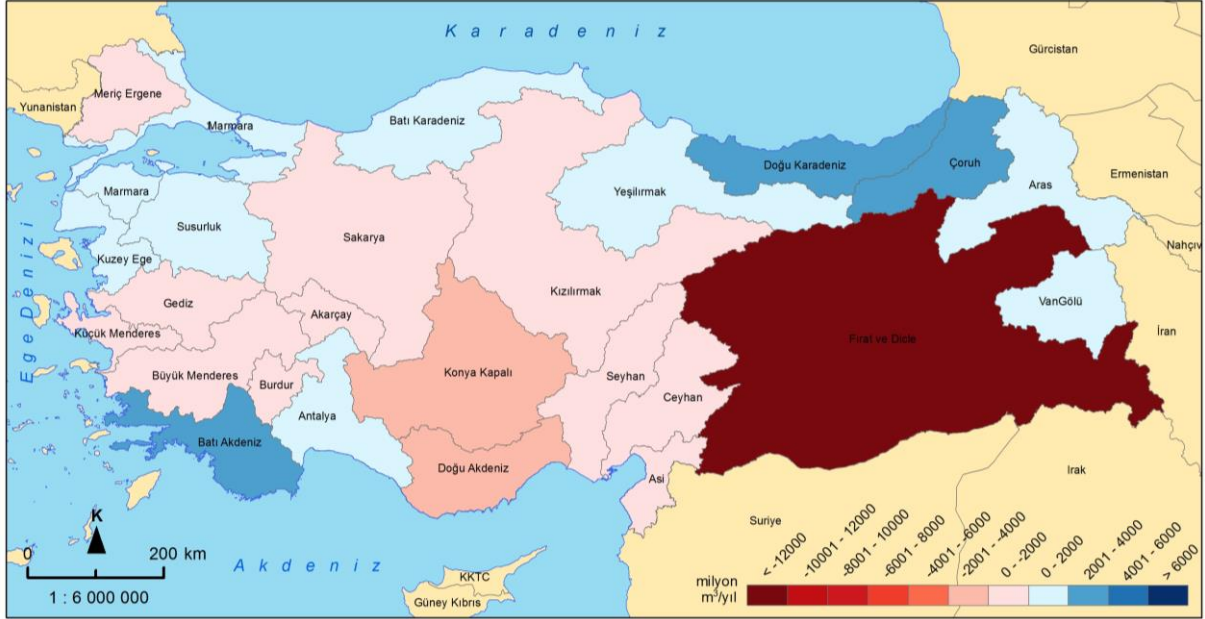 Karadeniz
Gürcistan
Meriç Ergene
Yunanistan
Marmara
Batı Karadeniz
Doğu Karadeniz
Çoruh
Ermenistan
Marmara
Yeşilırmak
Aras
Susurluk
Sakarya
Nahçıv
Kuzey Ege
Ege Denizi
Gediz
Kızılırmak
VanGölü
Akarçay
İran
Küçük Menderes
Fırat ve Dicle
Büyük Menderes
Burdur
Konya Kapalı
Seyhan
Ceyhan
Antalya
Batı Akdeniz
Doğu Akdeniz
Asi
Irak
Suriye
K
0 200 km
1 : 6 000 000
Akdeniz
KKTC
Güney Kıbrıs
milyon
m³/yıl
< -12000
-10001 - 12000
-8001 - 10000
-6001 - -8000
-4001 - -6000
-2001 - -4000
0 - -2000
0 - 2000
2001 - 4000
4001 - 6000
> 6000